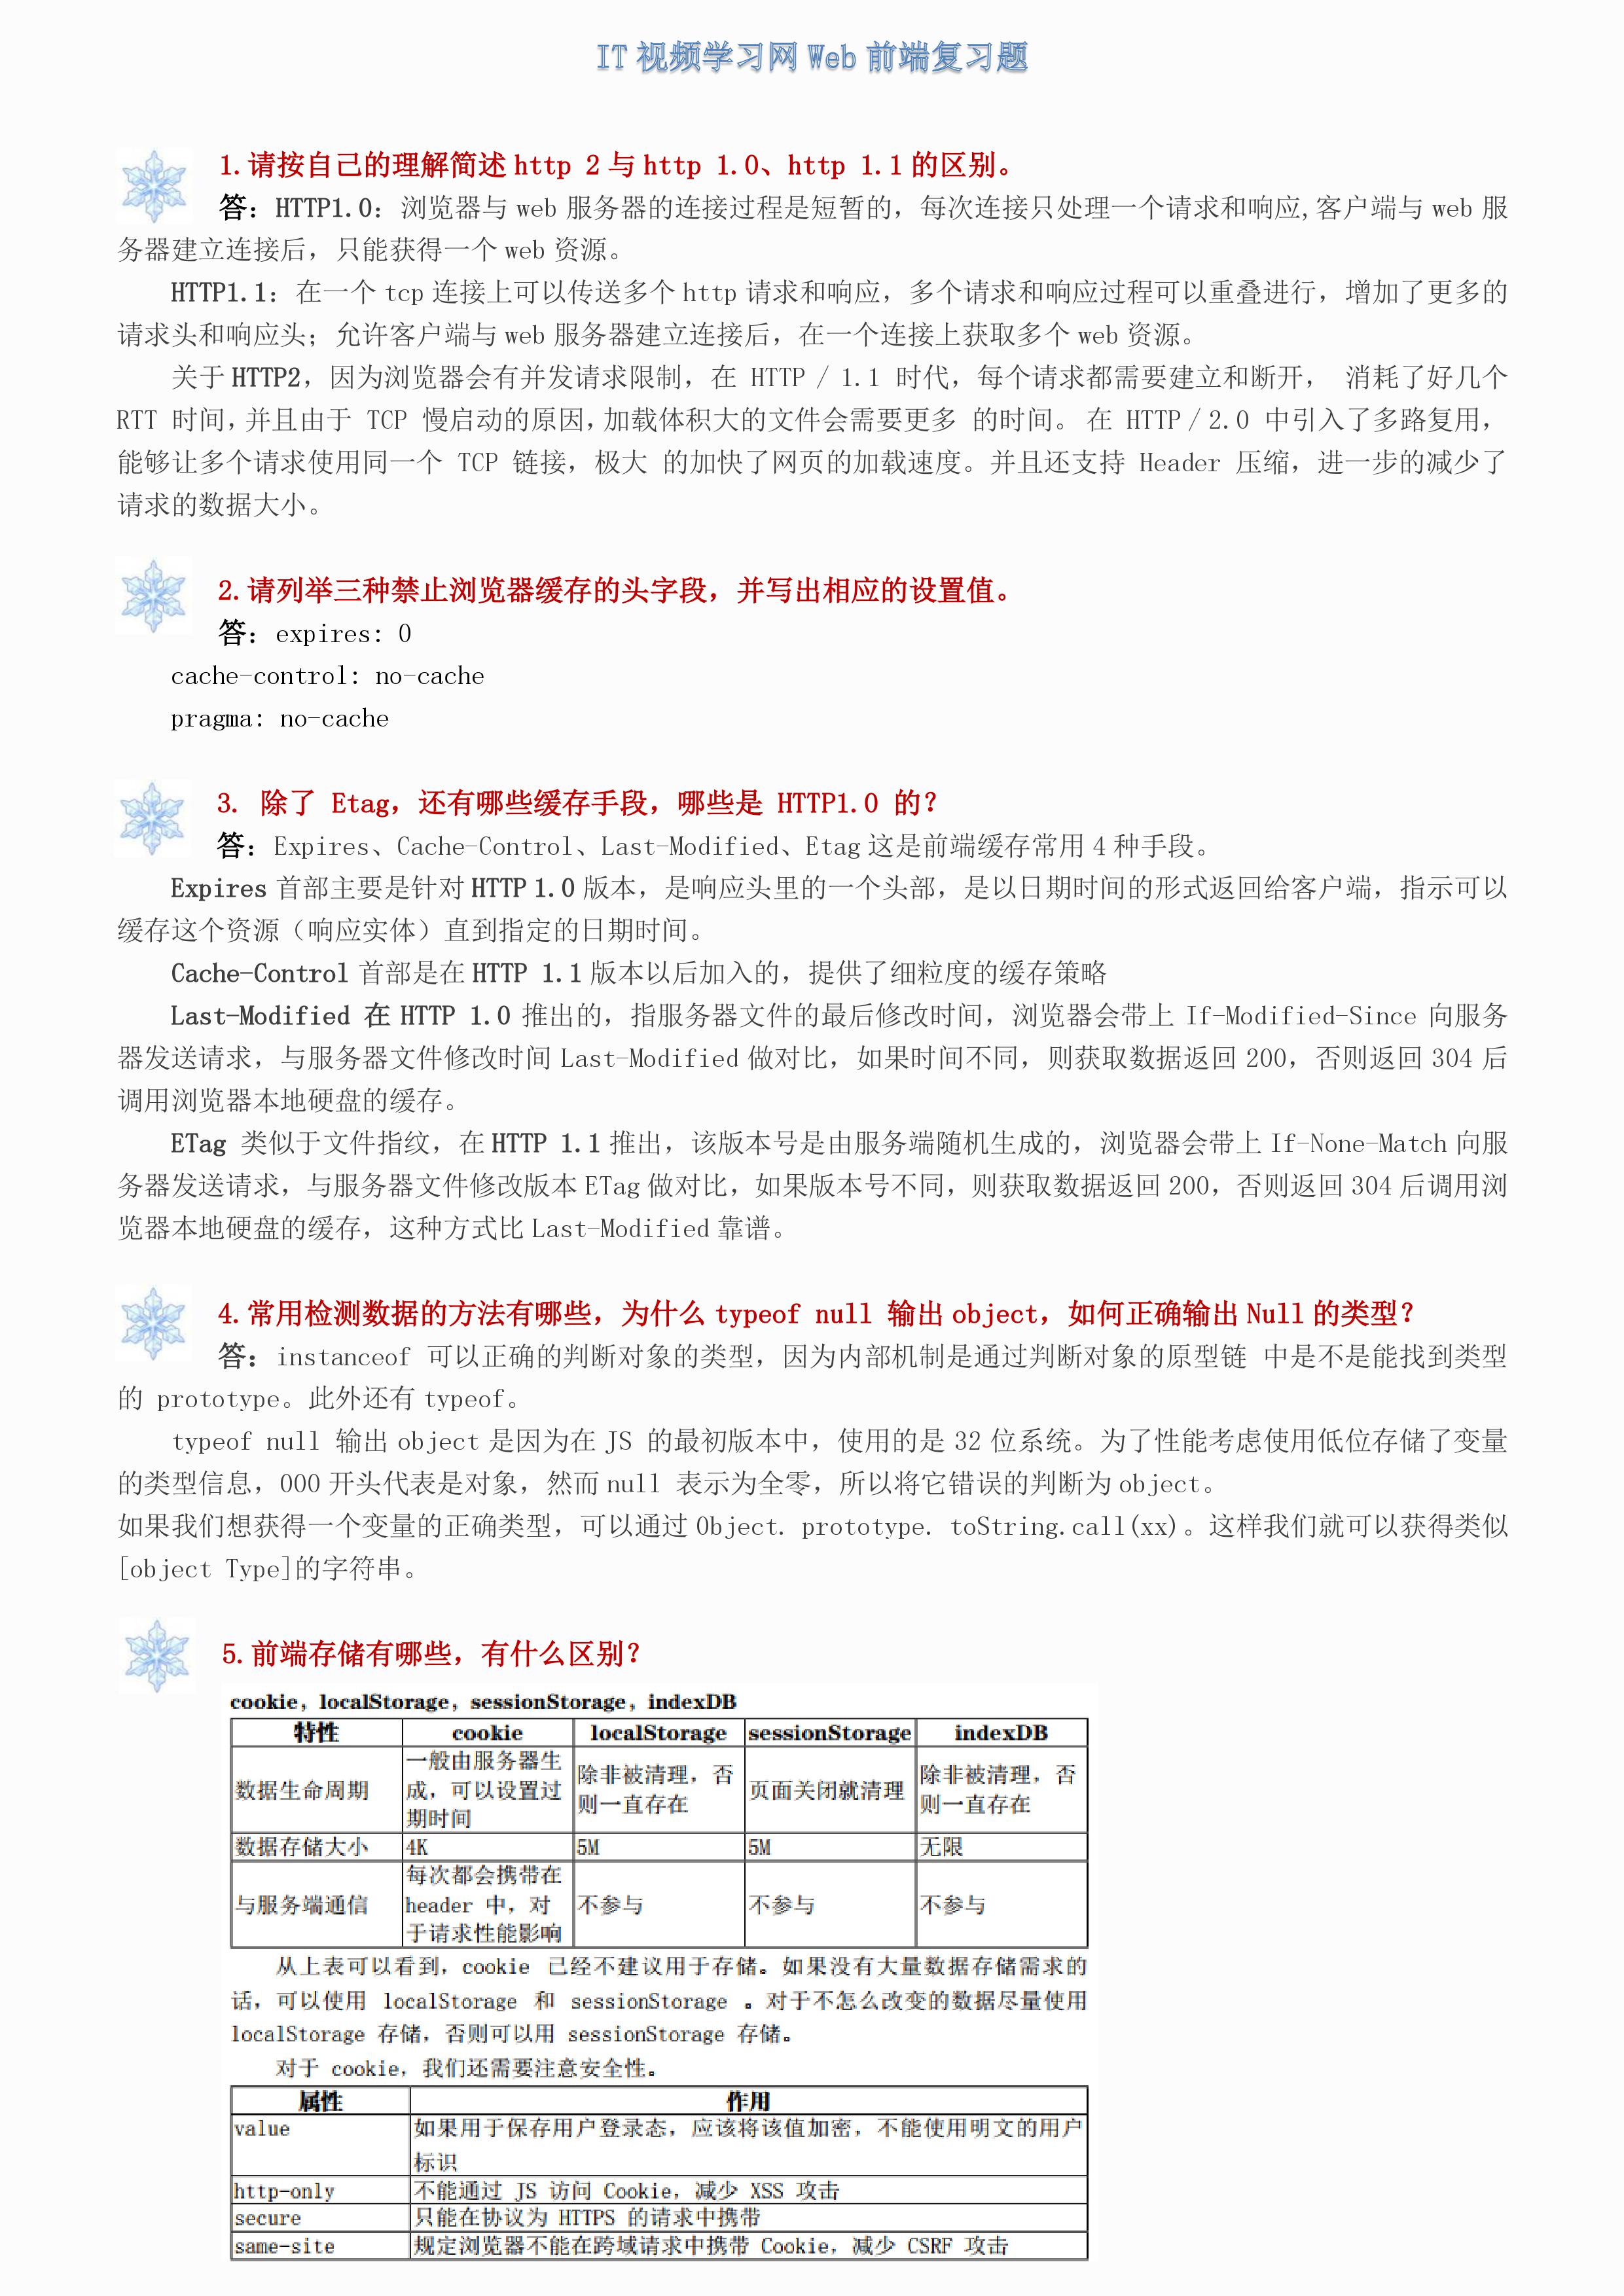 IT 视频学习网 Web 前端复习题
1.请按自己的理解简述 http 2 与 http 1.0、http 1.1 的区别。
答：HTTP1.0：浏览器与 web 服务器的连接过程是短暂的，每次连接只处理一个请求和响应,客户端与 web 服
务器建立连接后，只能获得一个 web 资源。
HTTP1.1：在一个 tcp 连接上可以传送多个 http 请求和响应，多个请求和响应过程可以重叠进行，增加了更多的
请求头和响应头；允许客户端与 web 服务器建立连接后，在一个连接上获取多个 web 资源。
关于 HTTP2，因为浏览器会有并发请求限制，在 HTTP / 1.1 时代，每个请求都需要建立和断开， 消耗了好几个
RTT 时间,并且由于 TCP 慢启动的原因,加载体积大的文件会需要更多 的时间。 在 HTTP / 2.0 中引入了多路复用，
能够让多个请求使用同一个 TCP 链接，极大 的加快了网页的加载速度。并且还支持 Header 压缩，进一步的减少了
请求的数据大小。
2.请列举三种禁止浏览器缓存的头字段，并写出相应的设置值。
答：expires: 0
cache-control: no-cache
pragma: no-cache
3. 除了 Etag，还有哪些缓存手段，哪些是 HTTP1.0 的？
答：Expires、Cache-Control、Last-Modified、Etag 这是前端缓存常用 4 种手段。
Expires 首部主要是针对 HTTP 1.0 版本，是响应头里的一个头部，是以日期时间的形式返回给客户端，指示可以
缓存这个资源（响应实体）直到指定的日期时间。
Cache-Control 首部是在 HTTP 1.1 版本以后加入的，提供了细粒度的缓存策略
Last-Modified 在 HTTP 1.0 推出的，指服务器文件的最后修改时间，浏览器会带上 If-Modified-Since 向服务
器发送请求，与服务器文件修改时间 Last-Modified 做对比，如果时间不同，则获取数据返回 200，否则返回 304 后
调用浏览器本地硬盘的缓存。
ETag 类似于文件指纹，在 HTTP 1.1 推出，该版本号是由服务端随机生成的，浏览器会带上 If-None-Match 向服
务器发送请求，与服务器文件修改版本 ETag 做对比，如果版本号不同，则获取数据返回 200，否则返回 304 后调用浏
览器本地硬盘的缓存，这种方式比 Last-Modified 靠谱。
4.常用检测数据的方法有哪些，为什么 typeof null 输出 object，如何正确输出 Null 的类型？
答：instanceof 可以正确的判断对象的类型，因为内部机制是通过判断对象的原型链 中是不是能找到类型
的 prototype。此外还有 typeof。
typeof null 输出 object 是因为在 JS 的最初版本中，使用的是 32 位系统。为了性能考虑使用低位存储了变量
的类型信息，000 开头代表是对象，然而 null 表示为全零，所以将它错误的判断为 object。
如果我们想获得一个变量的正确类型，可以通过 Object. prototype. toString.call(xx)。这样我们就可以获得类似
[object Type]的字符串。
5.前端存储有哪些，有什么区别？
cookie，localStorage，sessionStorage，indexDB
特性 cookie localStorage sessionStorage indexDB
数据生命周期 一般由服务器生成，可以设置过期时间 除非被清理，否则一直存在 页面关闭就清理 除非被清理，否则一直存在
数据存储大小 4K 5M 5M 无限
与服务端通信 每次都会携带在 header 中，对于请求性能影响 不参与 不参与 不参与
从上表可以看到，cookie 已经不建议用于存储。如果没有大量数据存储需求的
话，可以使用 localStorage 和 sessionStorage 。对于不怎么改变的数据尽量使用
localStorage 存储，否则可以用 sessionStorage 存储。
对于 cookie，我们还需要注意安全性。
属性 作用
value 如果用于保存用户登录态，应该将该值加密，不能使用明文的用户
标识
http-only 不能通过 JS 访问 Cookie，减少 XSS 攻击
secure 只能在协议为 HTTPS 的请求中携带
same-site 规定浏览器不能在跨域请求中携带 Cookie，减少 CSRF 攻击